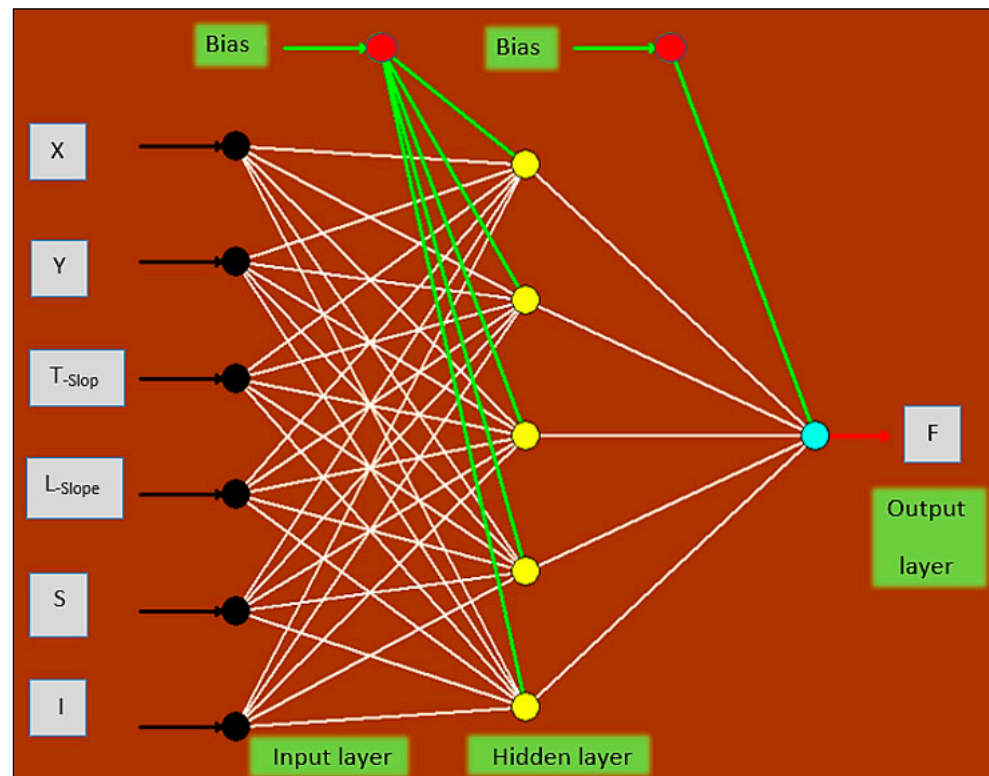 Bias
Bias
X
Y
T-Slop
L-Slope
S
I
F
Output
layer
Input layer
Hidden layer